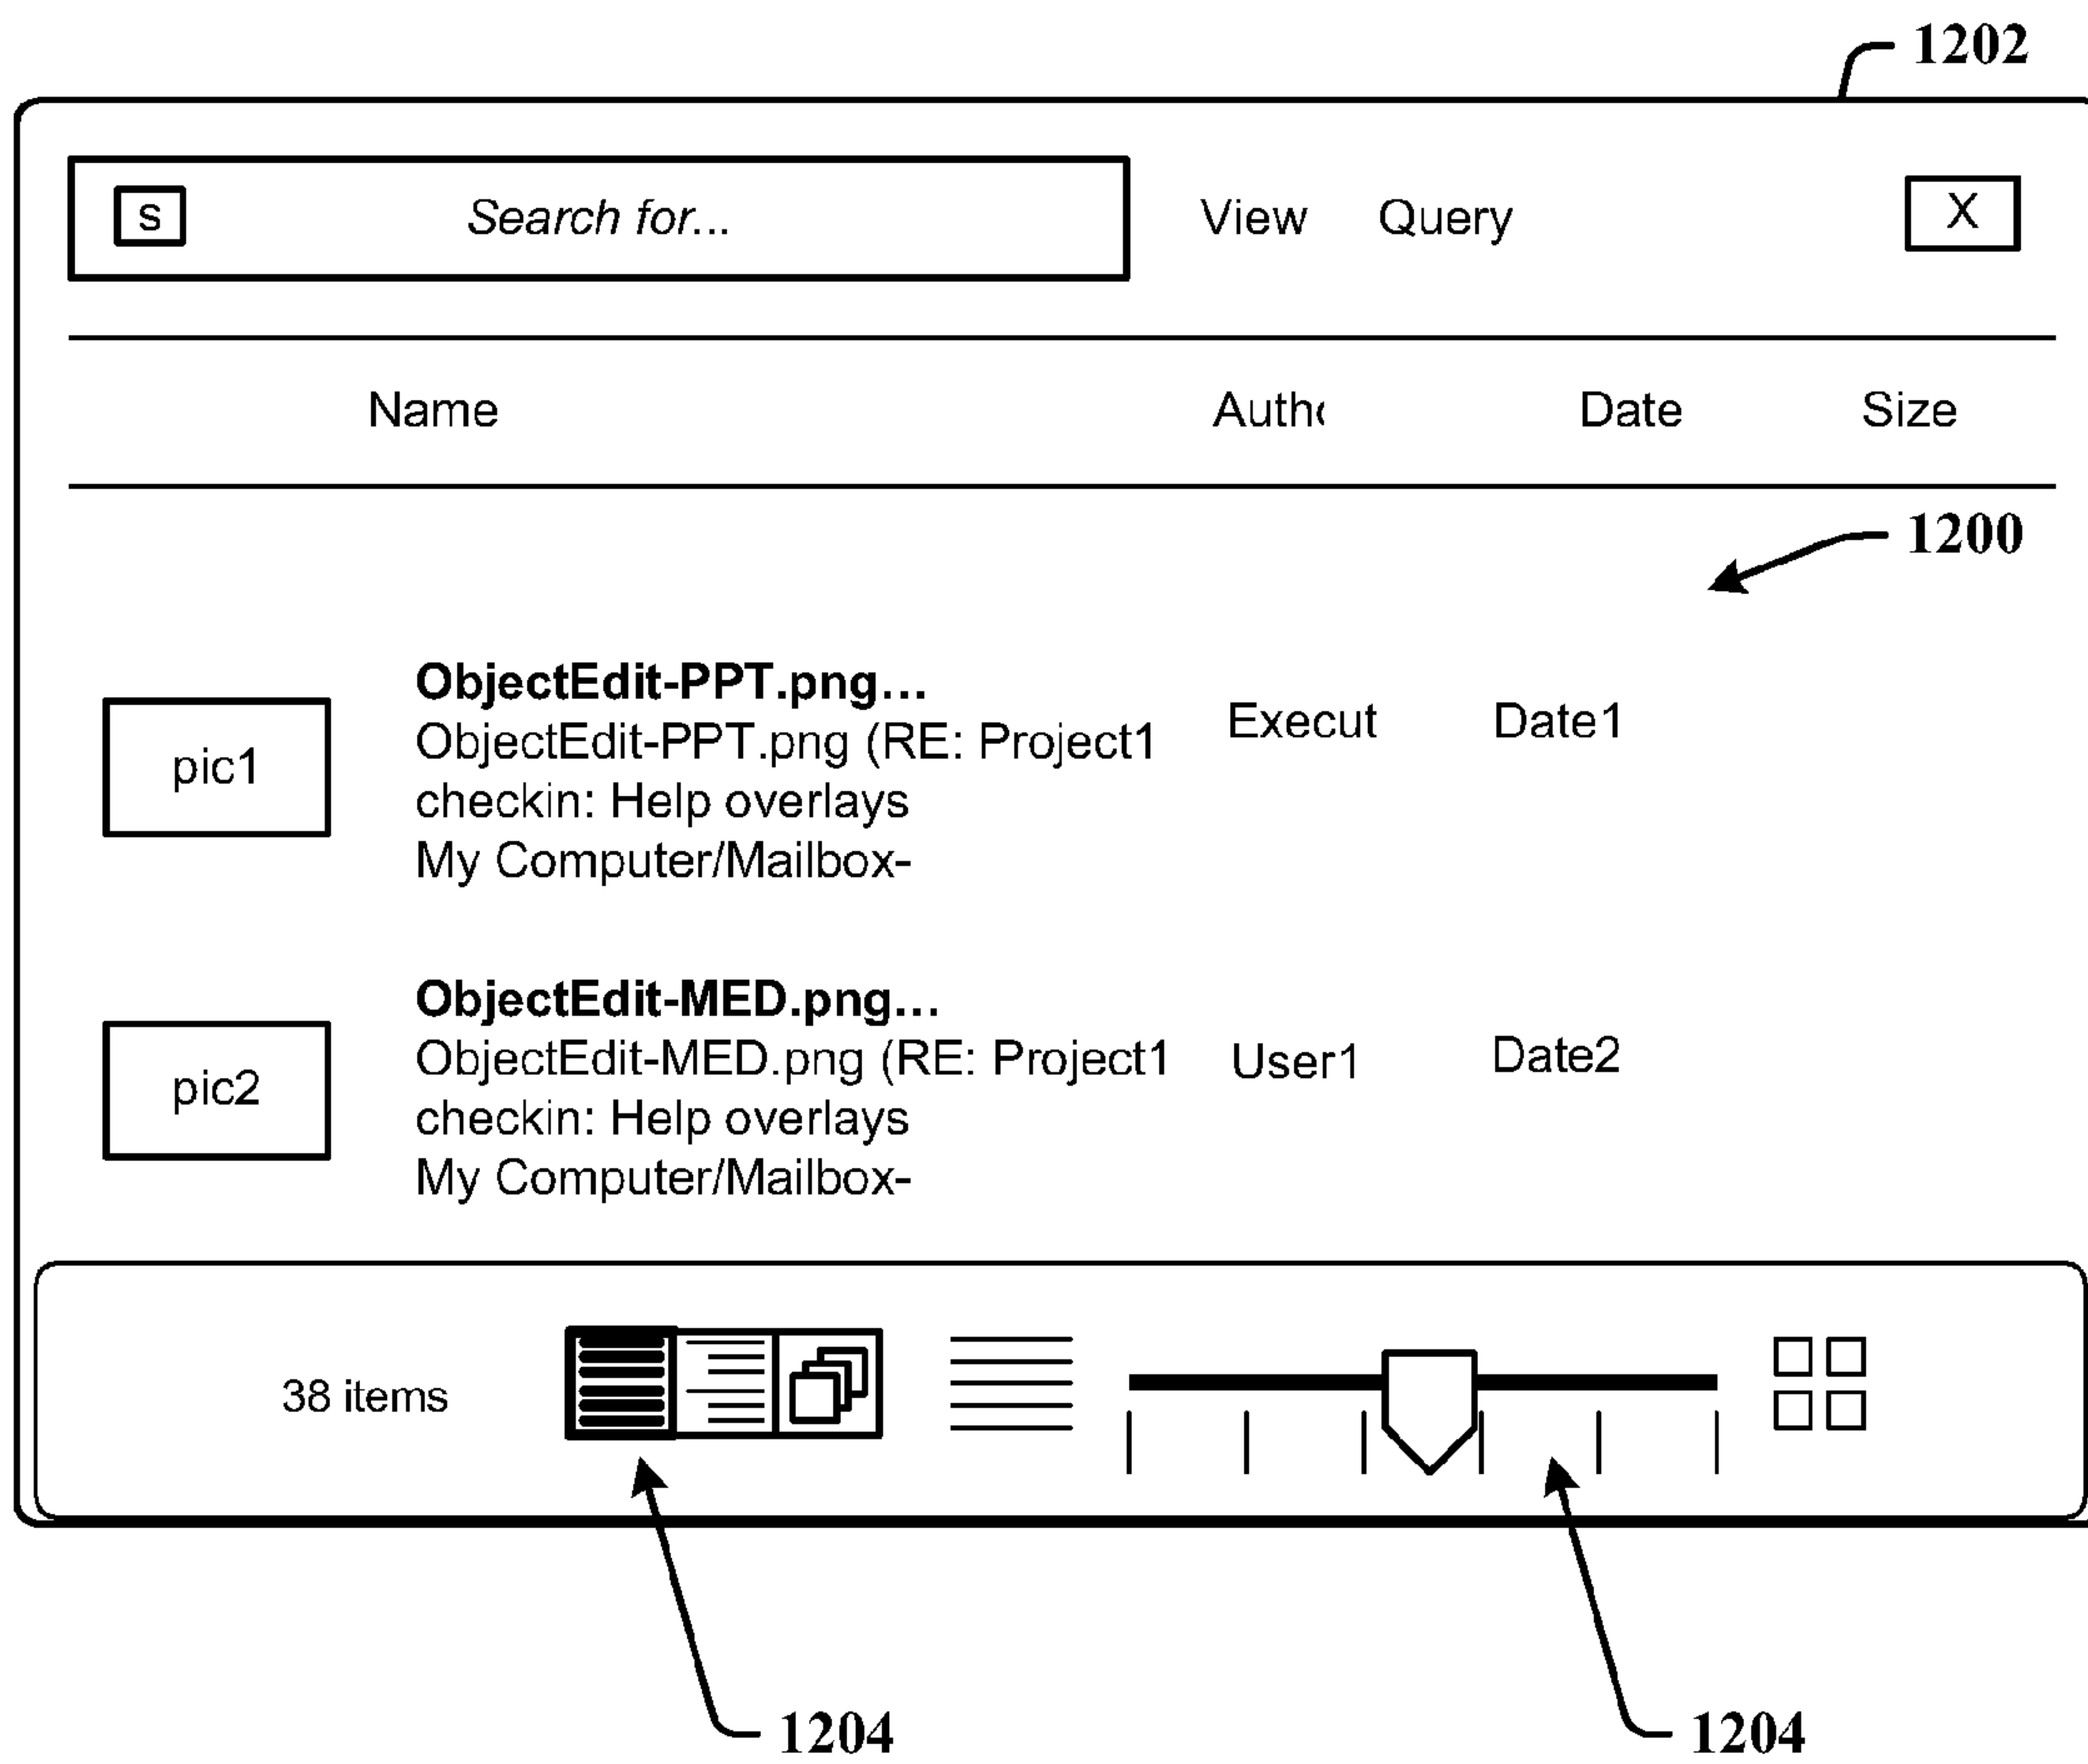 1202
S Search for... View Query X
Name Autho Date Size
1200
ObjectEdit-PPT.png...
ObjectEdit-PPT.png (RE: Project1
checkin: Help overlays
My Computer/Mailbox-
pic1
Execut Date1
ObjectEdit-MED.png...
ObjectEdit-MED.png (RE: Project1
checkin: Help overlays
My Computer/Mailbox-
pic2
User1 Date2
38 items
1204 1204